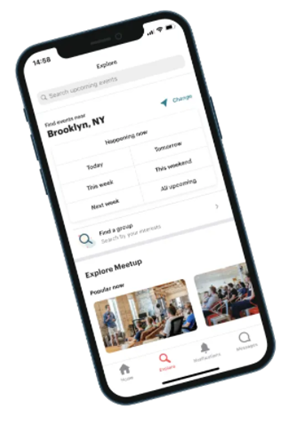 14:58
Explore
Search upcoming events
Find events near
Brooklyn, NY
Change
Happening now
Today
Tomorrow
This week
This weekend
Next week
All upcoming
Find a group
Search by your interests
Explore Meetup
Popular now
Home
Explore
Notifications
Messages